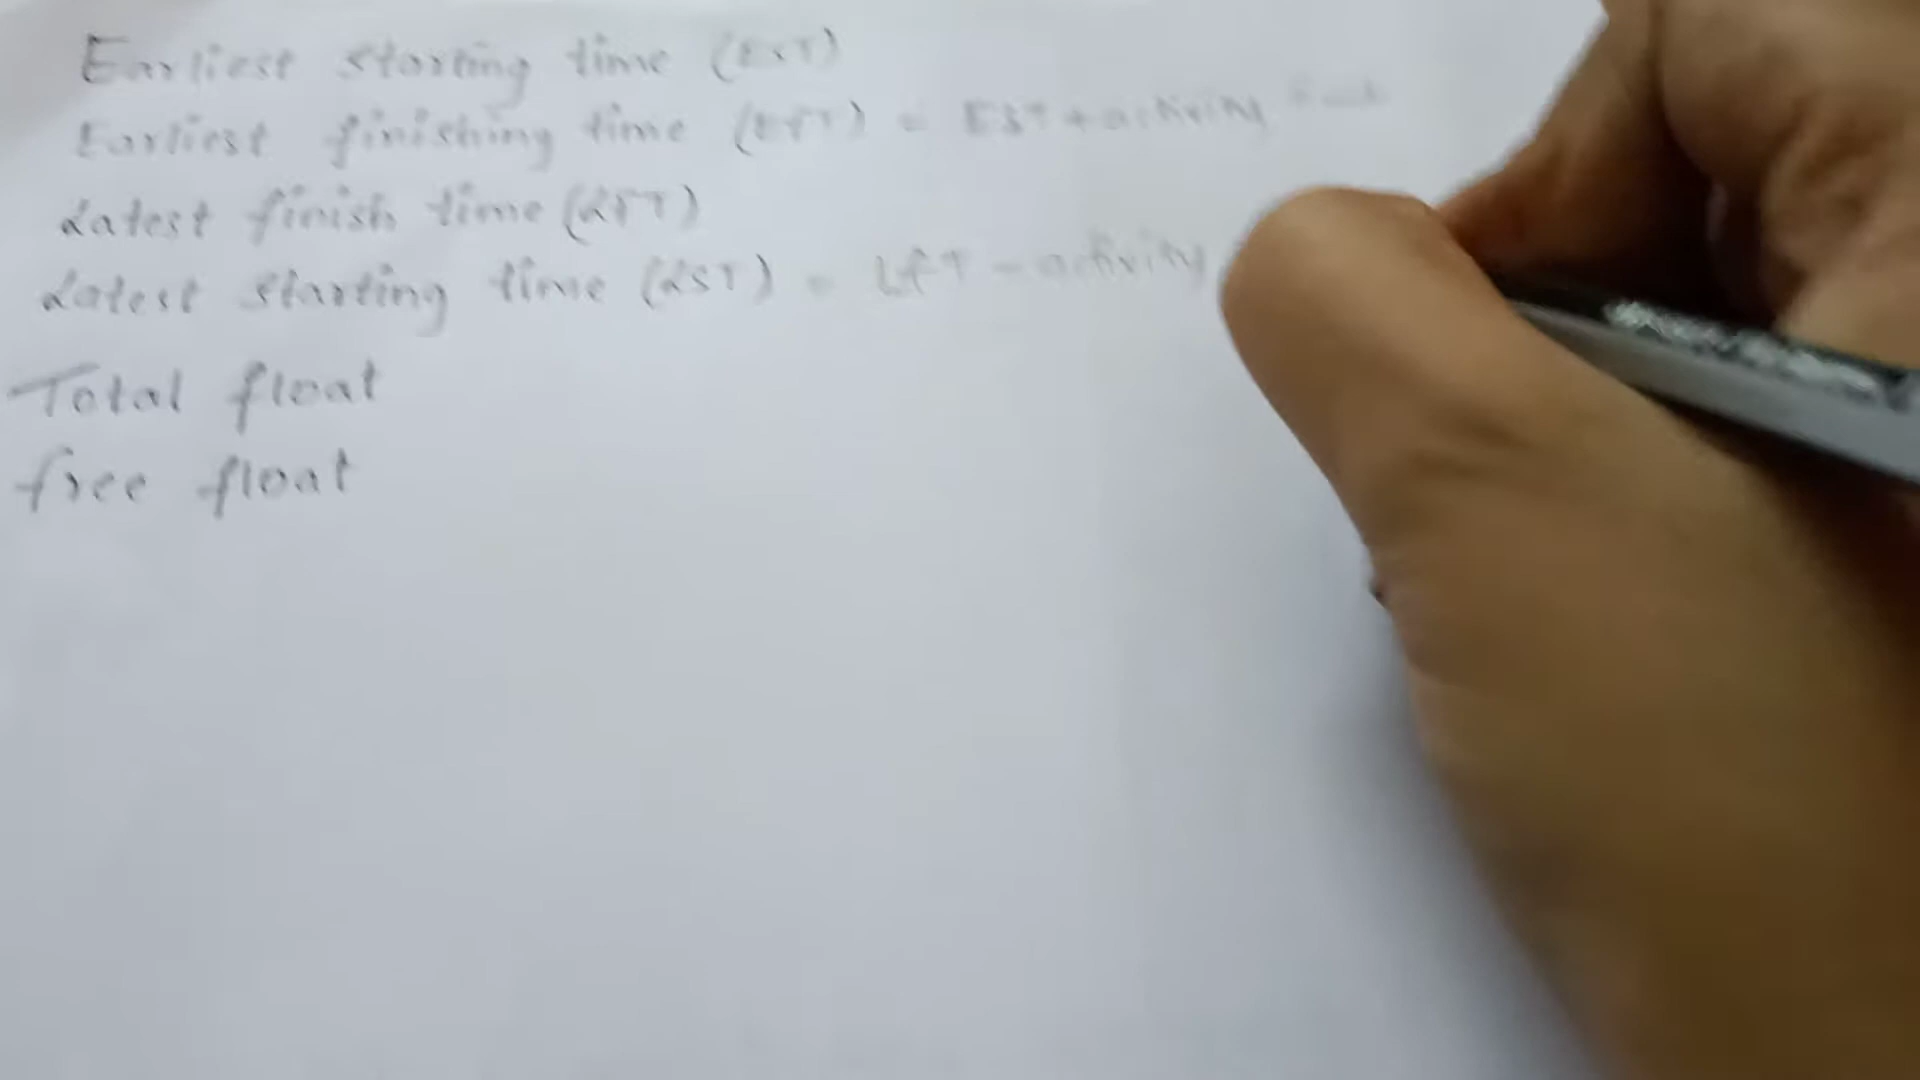 Earliest starting time (EST)
Earliest finishing time (EFT) = EST + activity
Latest finish time (LFT)
Latest starting time (LST) = LFT - activity
Total float
free float